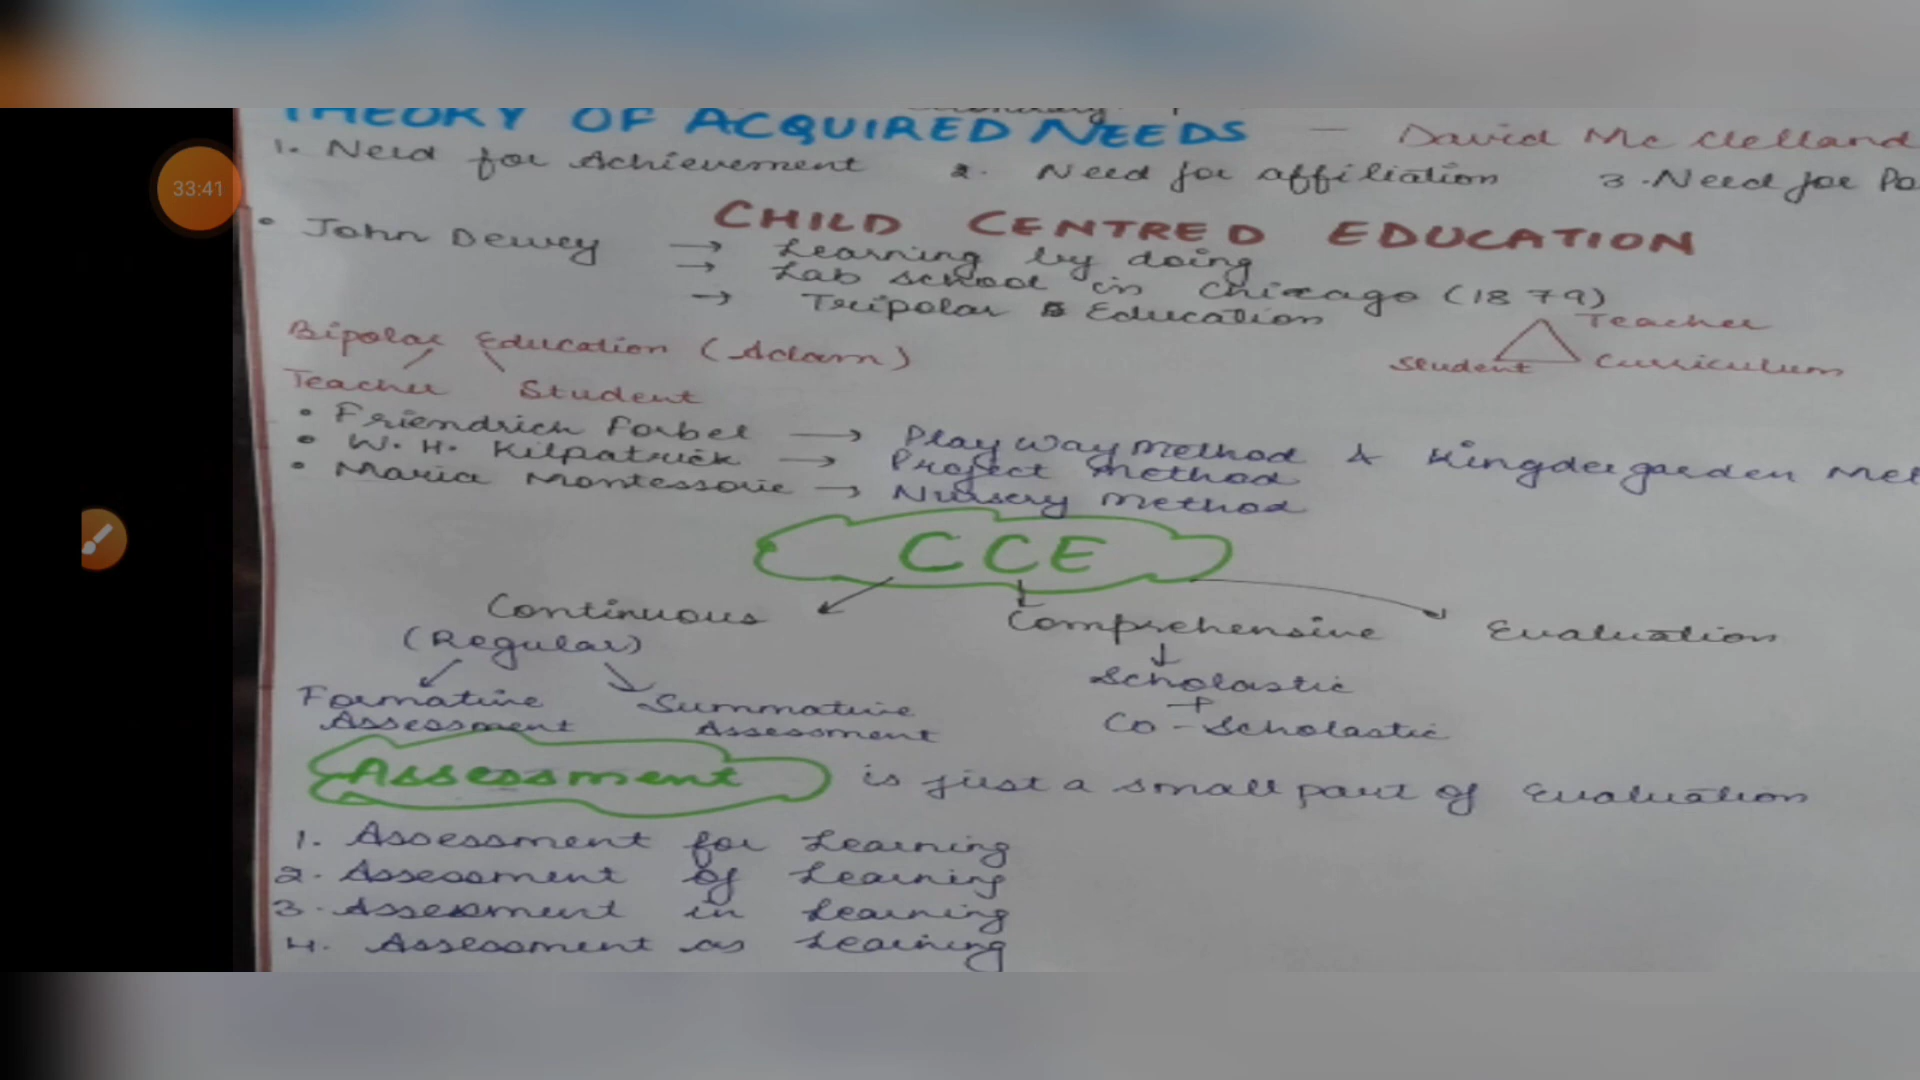 THEORY OF ACQUIRED NEEDS — David Mc Clelland
1. Need for Achievement 2. Need for affiliation 3. Need for Po
33:41
CHILD CENTRED EDUCATION
• John Dewey → Learning by doing
→ Lab school in Chicago (1879)
→ Tripolar Education
Teacher
Student Curriculum
Bipolar Education (Adam)
Teacher Student
• Friendrich Forbel → Play way Method & Kingdergarden Met
• W. H. Kilpatrick → Project Method
• Maria Montessorie → Nursery Method
CCE
Continuous Comprehensive Evaluation
(Regular)
Scholastic
+
Co-Scholastic
Formative Assessment
Summative Assessment
Assessment is just a small part of Evaluation
1. Assessment for Learning
2. Assessment of Learning
3. Assessment in Learning
4. Assessment as Learning